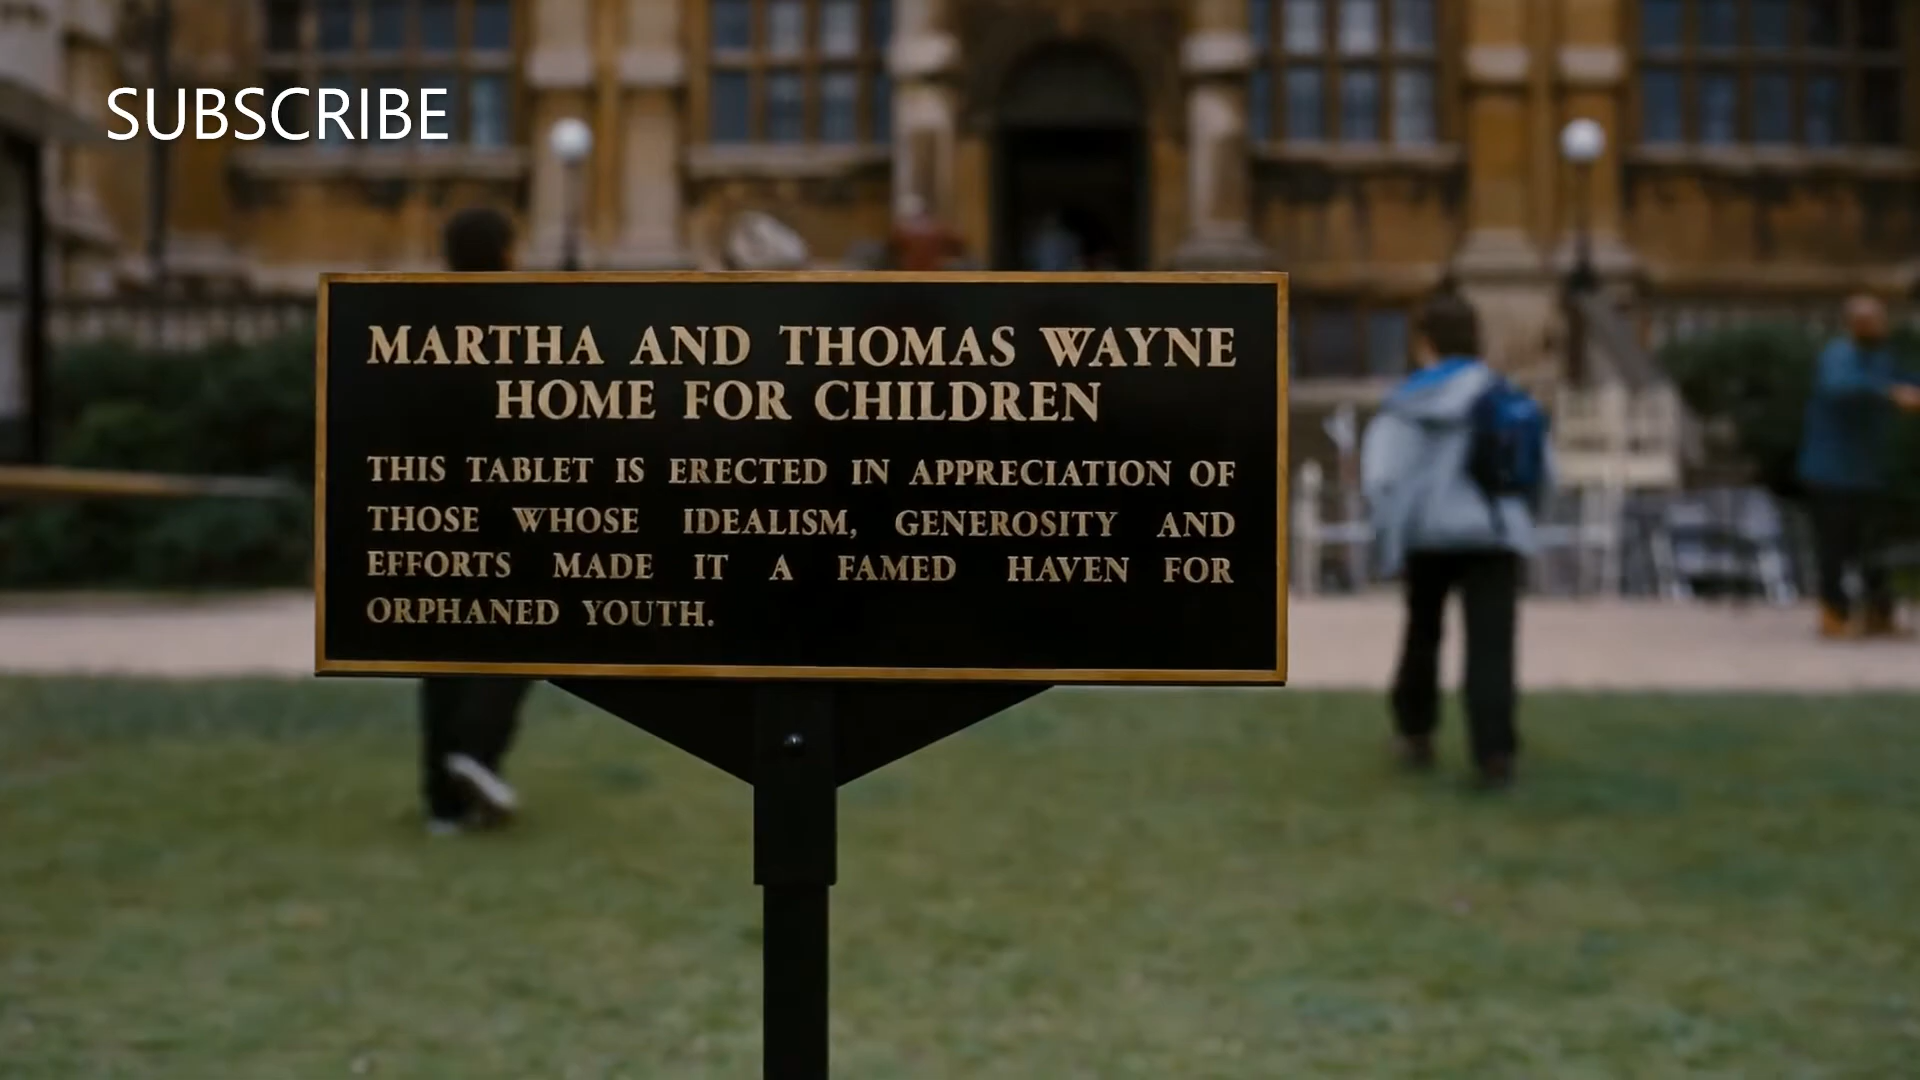 SUBSCRIBE
MARTHA AND THOMAS WAYNE
HOME FOR CHILDREN
THIS TABLET IS ERECTED IN APPRECIATION OF
THOSE WHOSE IDEALISM, GENEROSITY AND
EFFORTS MADE IT A FAMED HAVEN FOR
ORPHANED YOUTH.